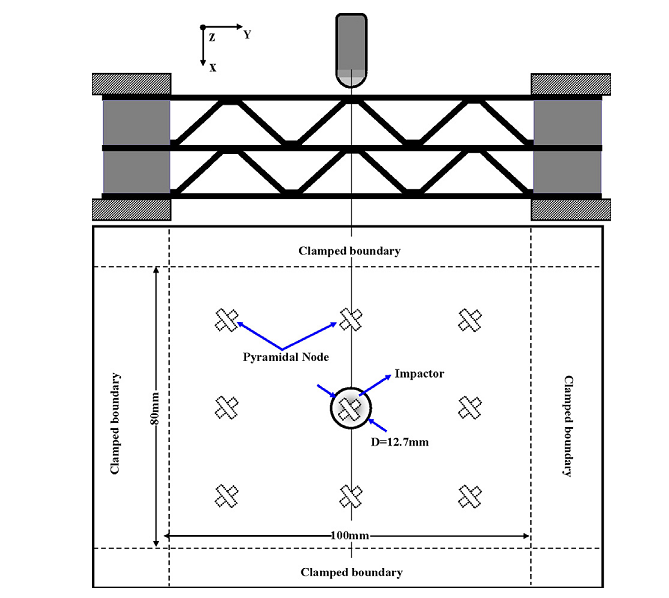 Z
Y
X
Clamped boundary
Pyramidal Node
Impactor
Clamped boundary
80mm
Clamped boundary
D=12.7mm
100mm
Clamped boundary